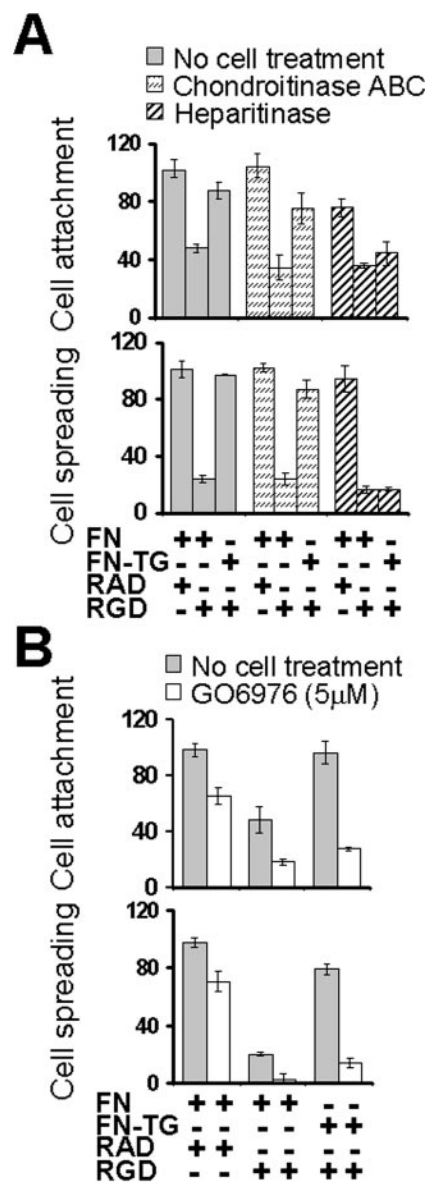 A
No cell treatment
Chondroitinase ABC
Heparitinase
Cell attachment
120
80
40
0
Cell spreading
120
80
40
0
FN + + - + + - + + -
FN-TG - - + - - + - - +
RAD + - - + - - + - -
RGD - + + - + + - + +
B
No cell treatment
GO6976 (5µM)
Cell attachment
120
80
40
0
Cell spreading
120
80
40
0
FN + + + + - -
FN-TG - - - - + +
RAD + + - - - -
RGD - - + + + +